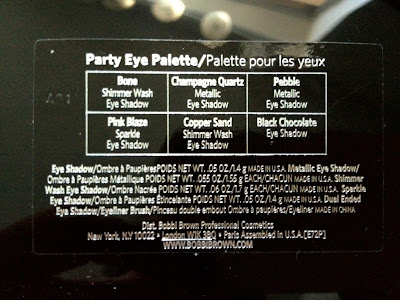 Party Eye Palette/Palette pour les yeux
Bone
Shimmer Wash
Eye Shadow
Champagne Quartz
Metallic
Eye Shadow
Pebble
Metallic
Eye Shadow
Pink Blaze
Sparkle
Eye Shadow
Copper Sand
Shimmer Wash
Eye Shadow
Black Chocolate
Eye Shadow
Eye Shadow/Ombre à Paupières POIDS NET WT. .05 OZ/1.4 g MADE IN U.S.A. Metallic Eye Shadow/
Ombre à Paupières Métallique POIDS NET WT. .055 OZ/1.55 g EACH/CHACUN MADE IN U.S.A. Shimmer
Wash Eye Shadow/Ombre Nacrée POIDS NET WT. .06 OZ/1.7 g EACH/CHACUN MADE IN U.S.A. Sparkle
Eye Shadow/Ombre à Paupières Étincelante POIDS NET WT. .05 OZ/1.4 g MADE IN U.S.A. Dual Ended
Eye Shadow/Eyeliner Brush/Pinceau double embout Ombre à paupières/Eyeliner MADE IN CHINA
Dist. Bobbi Brown Professional Cosmetics
New York, N.Y 10022 • London W1K 3BQ • Parts Assembled in U.S.A. [E72P]
WWW.BOBBIBROWN.COM